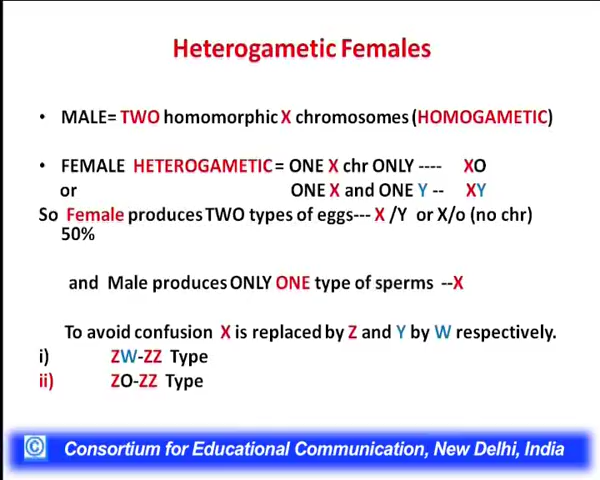 Heterogametic Females
• MALE= TWO homomorphic X chromosomes (HOMOGAMETIC)
• FEMALE HETEROGAMETIC = ONE X chr ONLY ---- XO
or ONE X and ONE Y -- XY
So Female produces TWO types of eggs--- X /Y or X/o (no chr)
50%
and Male produces ONLY ONE type of sperms --X
To avoid confusion X is replaced by Z and Y by W respectively.
i) ZW-ZZ Type
ii) ZO-ZZ Type
© Consortium for Educational Communication, New Delhi, India